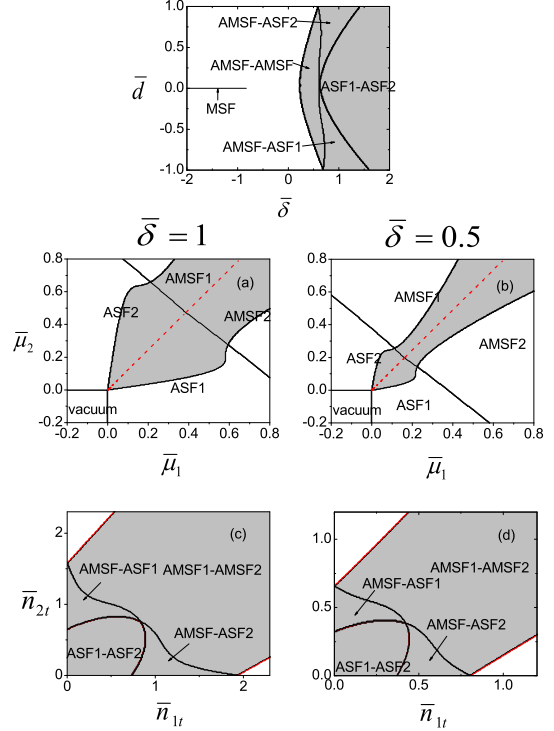 1.0
AMSF-ASF2
0.5
AMSF-AMSF
d̅
0.0
ASF1-ASF2
MSF
-0.5
AMSF-ASF1
-1.0
-2 -1 0 1 2
δ̅
δ̅ = 1
δ̅ = 0.5
0.8
AMSF1
(a)
0.6
ASF2
AMSF2
μ̅2
0.4
0.2
ASF1
0.0
vacuum
-0.2
-0.2 0.0 0.2 0.4 0.6 0.8
μ̅1
0.8
AMSF1
(b)
0.6
0.4
ASF2
AMSF2
0.2
0.0
ASF1
vacuum
-0.2
-0.2 0.0 0.2 0.4 0.6 0.8
μ̅1
(c)
2
AMSF-ASF1 AMSF1-AMSF2
n̅2t
1
AMSF-ASF2
ASF1-ASF2
0
0 1 2
n̅1t
(d)
1.0
AMSF1-AMSF2
AMSF-ASF1
0.5
AMSF-ASF2
ASF1-ASF2
0.0
0.0 0.5 1.0
n̅1t